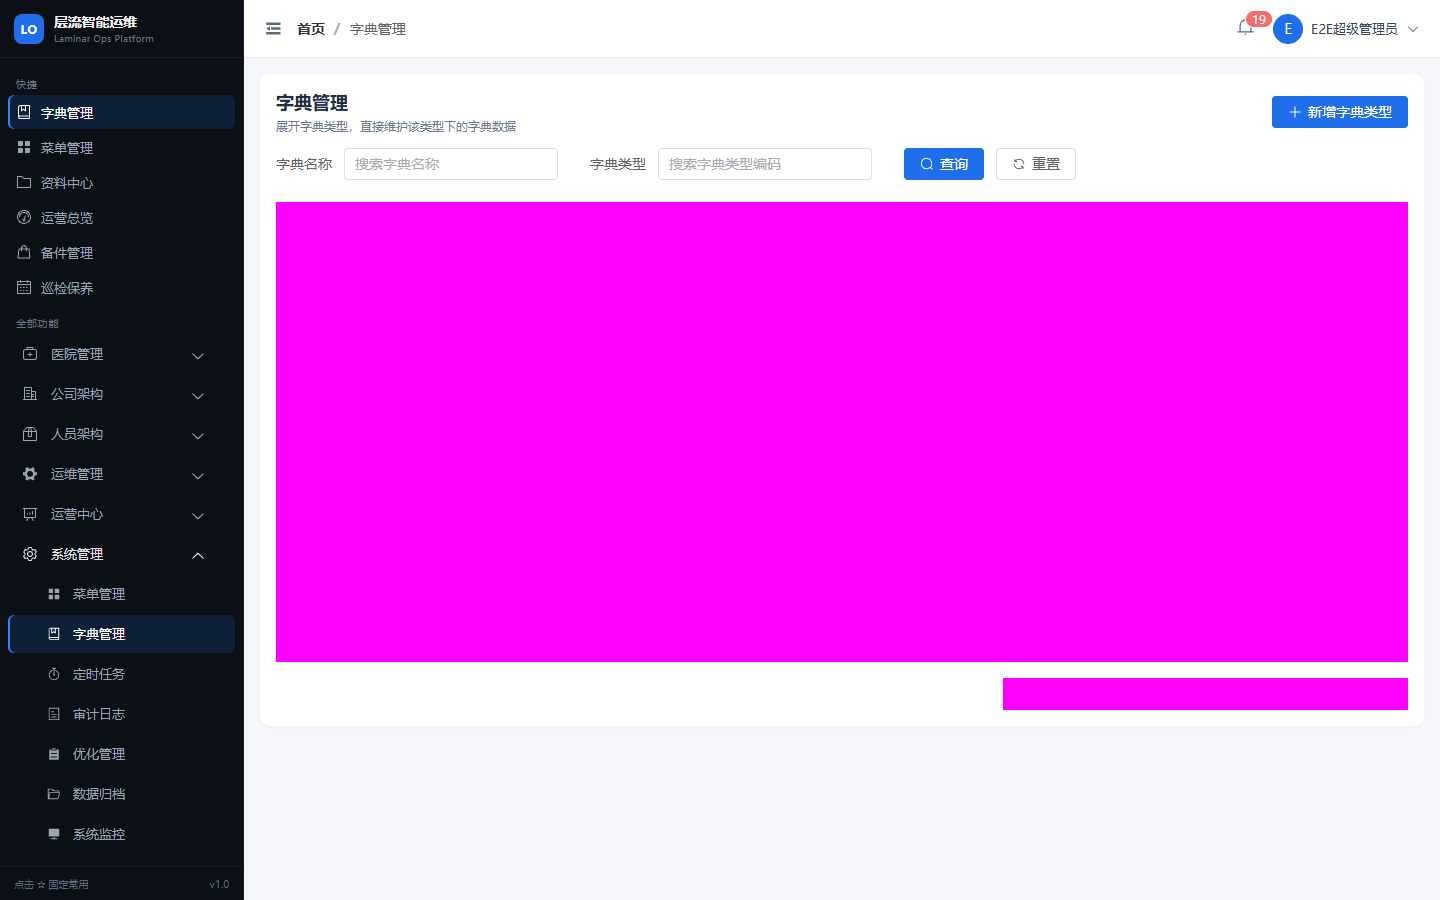 LO
层流智能运维
Laminar Ops Platform
快捷
字典管理
菜单管理
资料中心
运营总览
备件管理
巡检保养
全部功能
医院管理
公司架构
人员架构
运维管理
运营中心
系统管理
菜单管理
字典管理
定时任务
审计日志
优化管理
数据归档
系统监控
点击 ☆ 固定常用 v1.0
首页 / 字典管理
19
E E2E超级管理员
字典管理
展开字典类型，直接维护该类型下的字典数据
新增字典类型
字典名称 搜索字典名称 字典类型 搜索字典类型编码 查询 重置